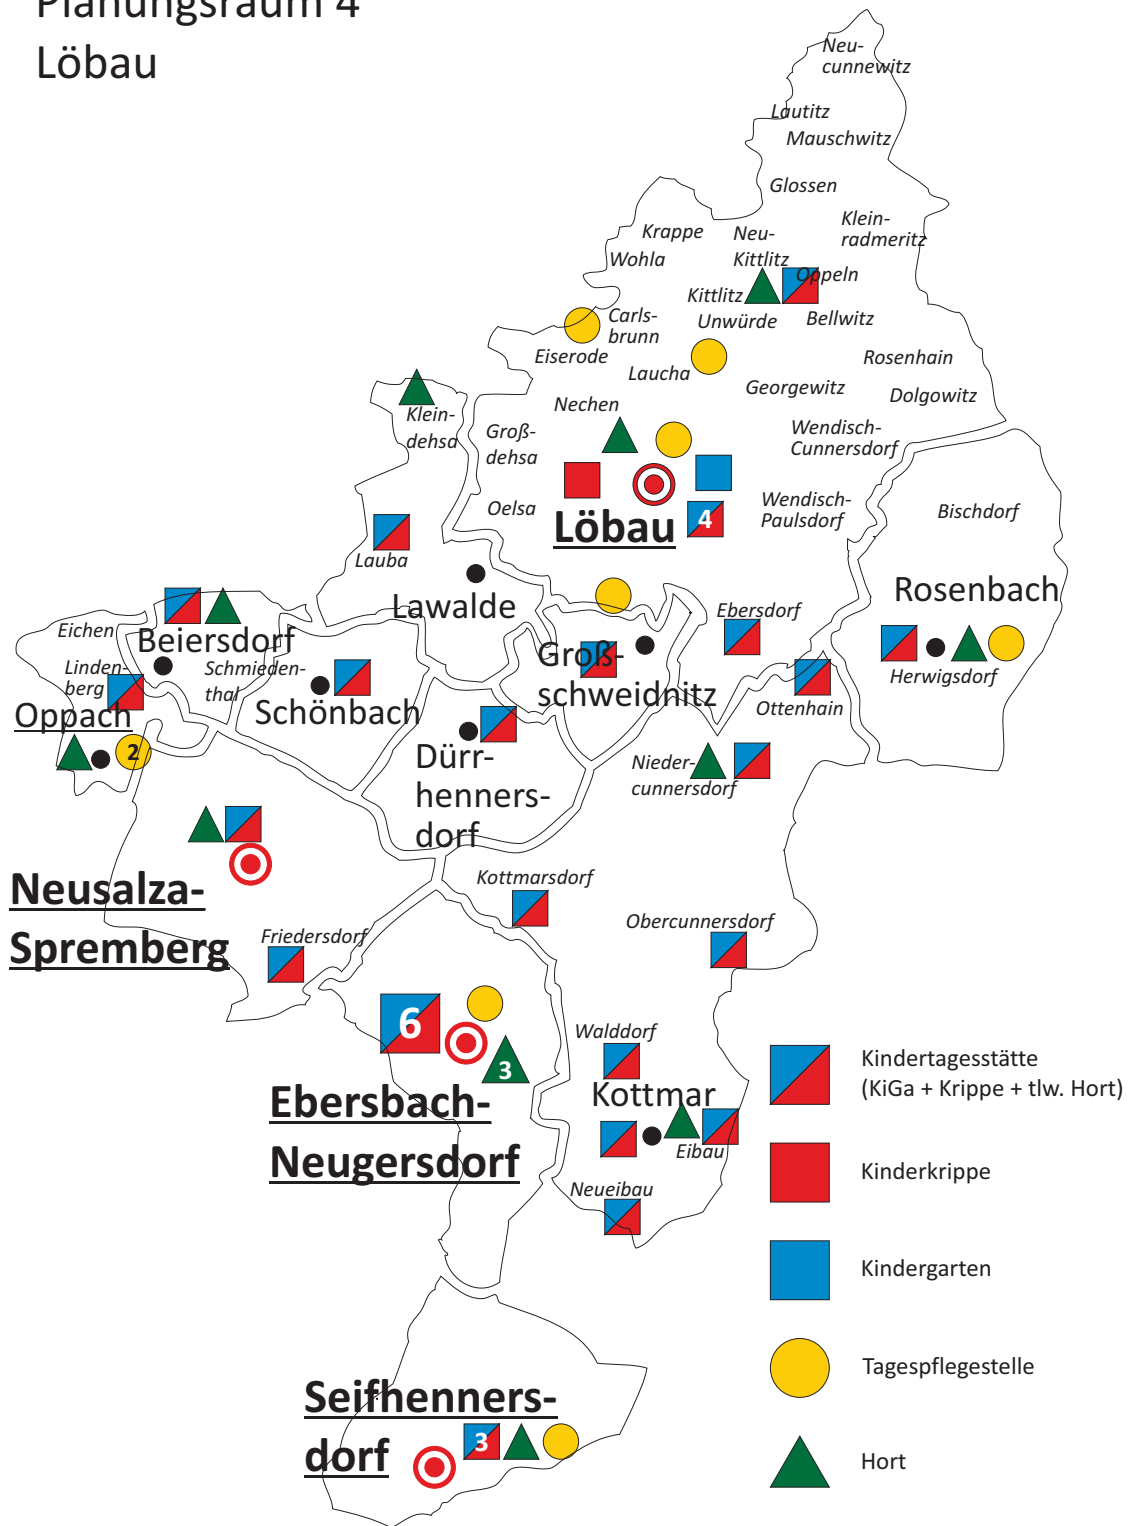 Planungsraum 4
Löbau
Neu-
cunnewitz
Lautitz
Mauschwitz
Glossen
Klein-
radmeritz
Krappe
Neu-
Kittlitz
Wohla
Oppeln
Kittlitz
Unwürde
Bellwitz
Carls-
brunn
Eiserode
Laucha
Rosenhain
Georgewitz
Dolgowitz
Nechen
Klein-
dehsa
Groß-
dehsa
Wendisch-
Cunnersdorf
Oelsa
Wendisch-
Paulsdorf
Löbau
4
Bischdorf
Lauba
Lawalde
Rosenbach
Herwigsdorf
Ebersdorf
Eichen
Beiersdorf
Linden-
berg
Schmieden-
thal
Oppach
2
Schönbach
Groß-
schweidnitz
Ottenhain
Dürr-
henners-
dorf
Nieder-
cunnersdorf
Neusalza-
Spremberg
Kottmarsdorf
Obercunnersdorf
Friedersdorf
6
3
Ebersbach-
Neugersdorf
Walddorf
Kottmar
Eibau
Neueibau
Kindertagesstätte
(KiGa + Krippe + tlw. Hort)
Kinderkrippe
Kindergarten
Tagespflegestelle
Hort
Seifhenners-
dorf
3